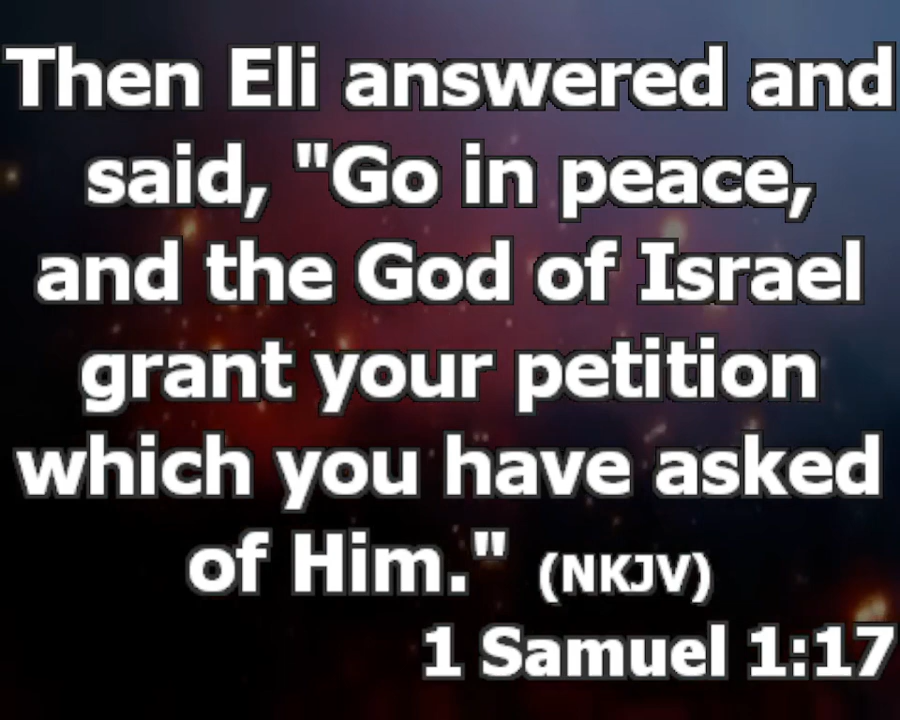 Then Eli answered and
said, "Go in peace,
and the God of Israel
grant your petition
which you have asked
of Him." (NKJV)
1 Samuel 1:17